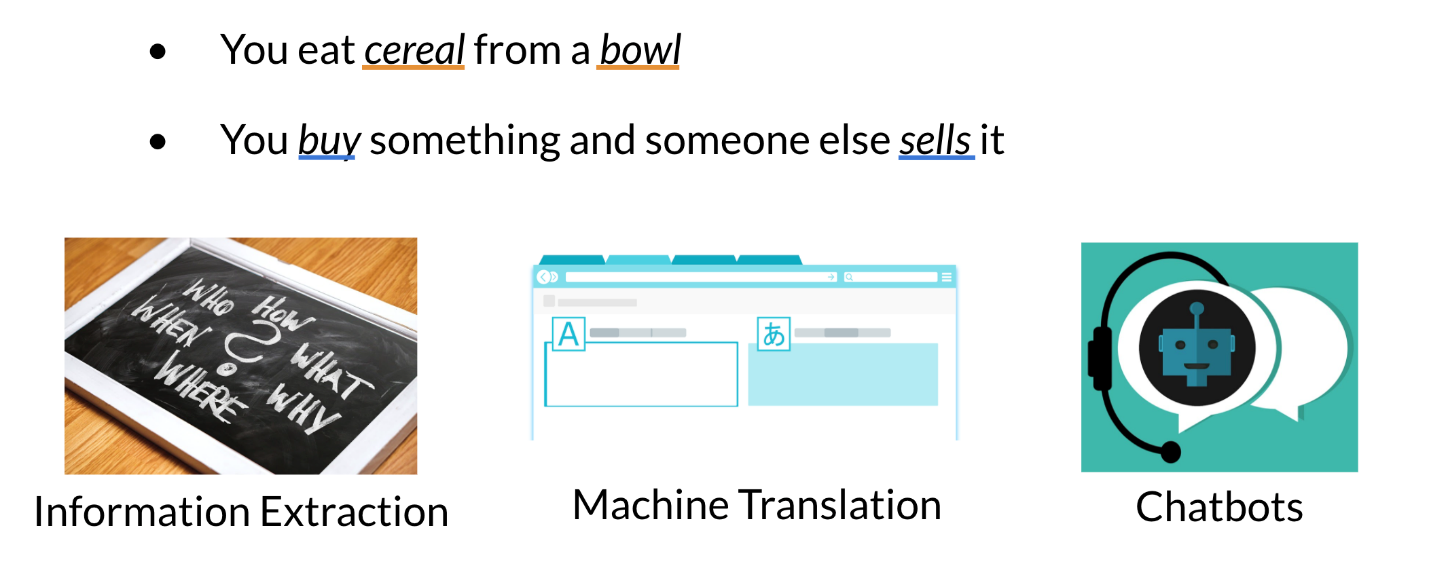 You eat cereal from a bowl
You buy something and someone else sells it
WHO HOW
WHEN ? WHAT
WHERE WHY
A
あ
Information Extraction
Machine Translation
Chatbots